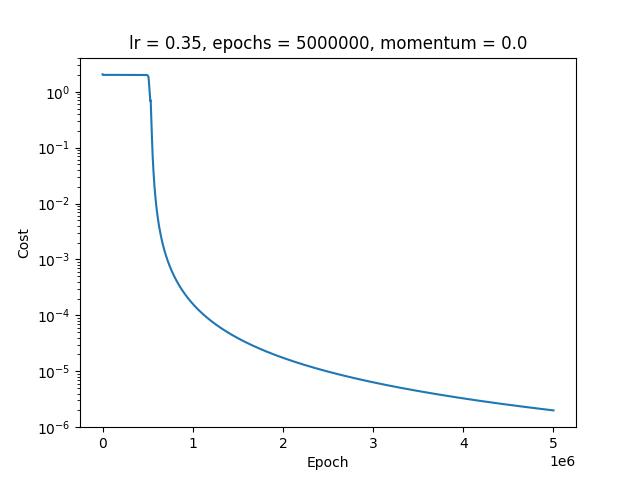 lr = 0.35, epochs = 5000000, momentum = 0.0
10⁰
10⁻¹
10⁻²
10⁻³
10⁻⁴
10⁻⁵
10⁻⁶
Cost
0 1 2 3 4 5
1e6
Epoch